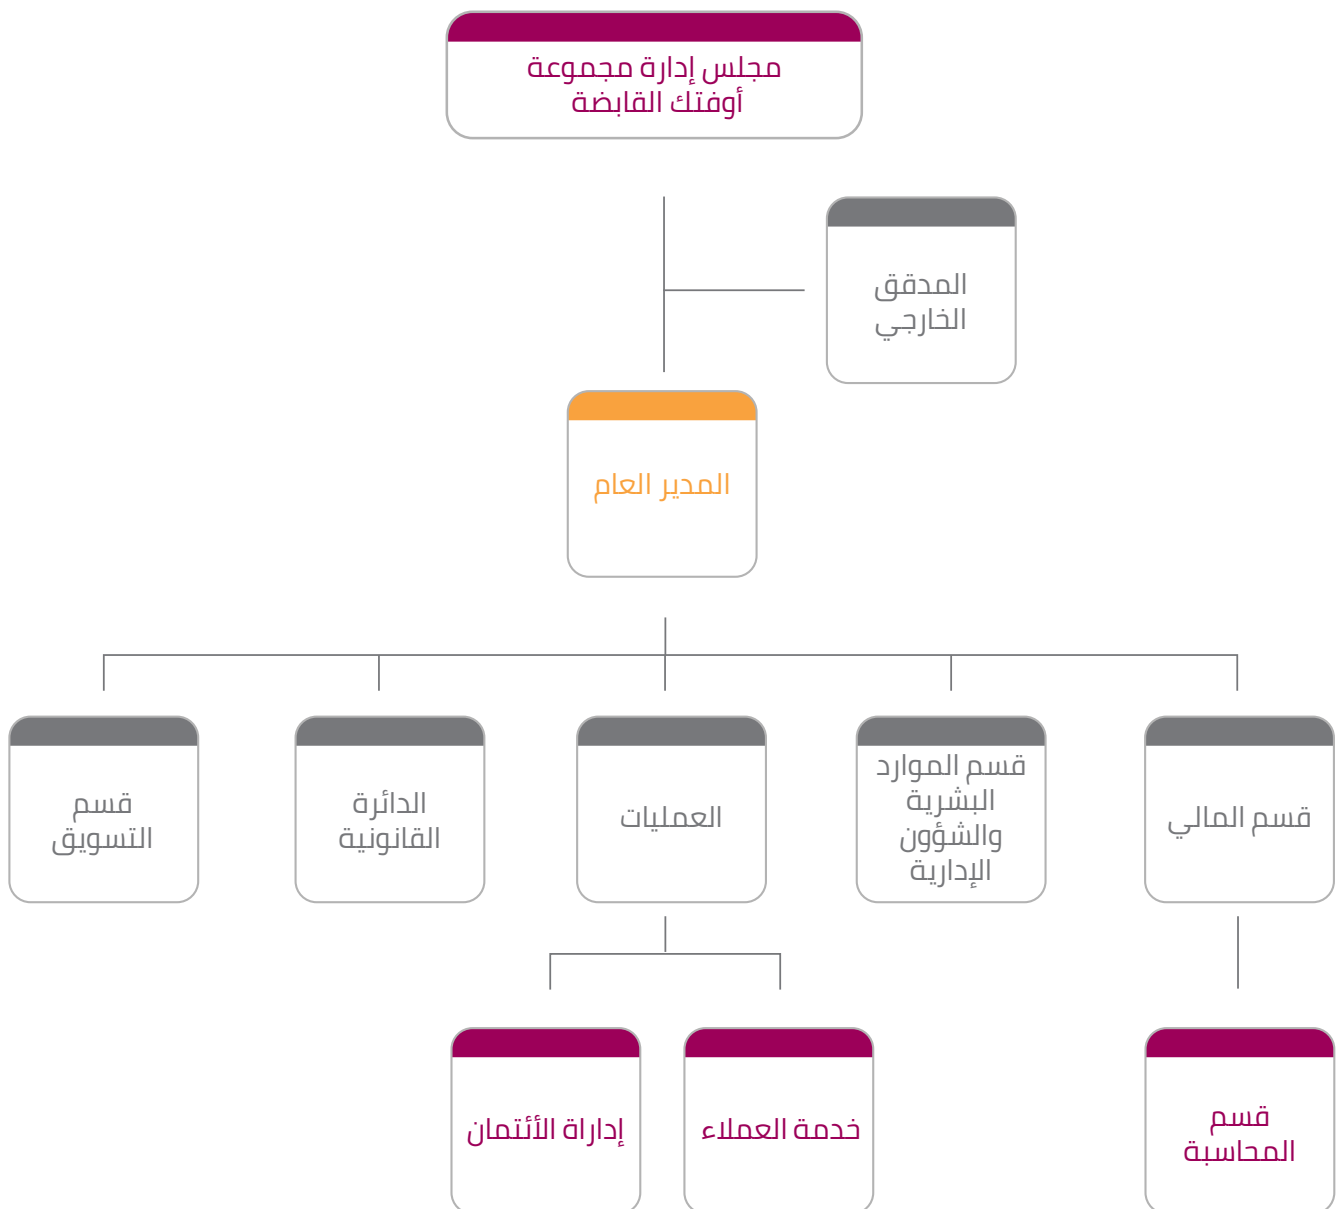 مجلس إدارة مجموعة
أوفتك القابضة
المدقق
الخارجي
المدير العام
قسم المالي
قسم الموارد
البشرية
والشؤون
الإدارية
العمليات
الدائرة
القانونية
قسم
التسويق
قسم
المحاسبة
خدمة العملاء
إداراة الأئتمان